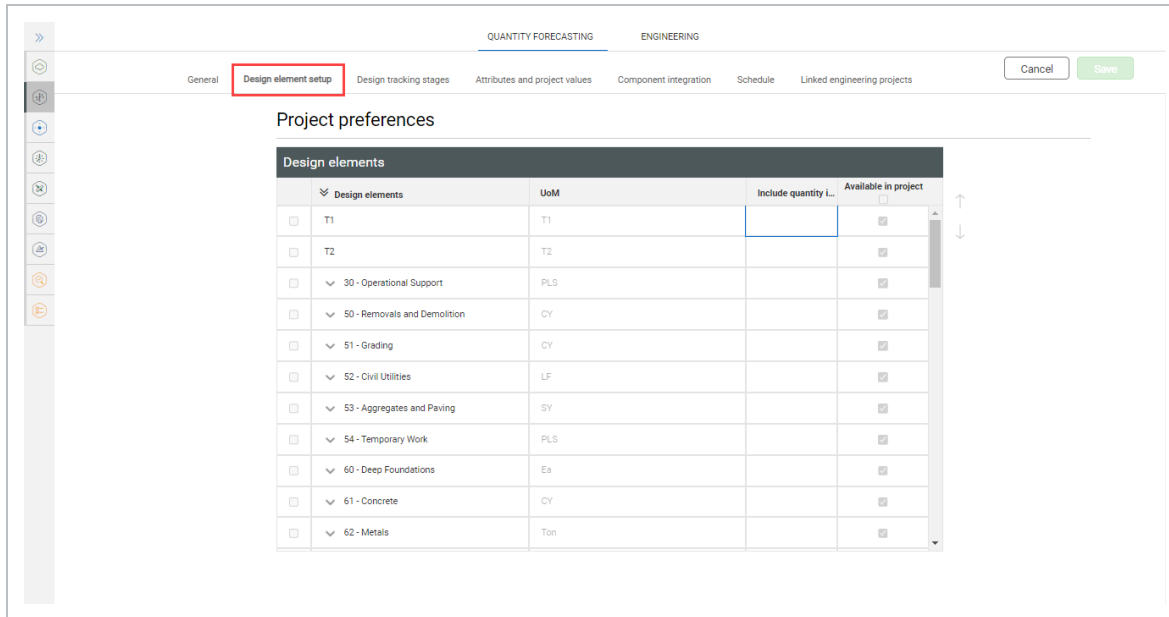 QUANTITY FORECASTING ENGINEERING
General Design element setup Design tracking stages Attributes and project values Component integration Schedule Linked engineering projects Cancel Save
Project preferences
Design elements
Design elements UoM Include quantity i... Available in project
T1 T1
T2 T2
30 - Operational Support PLS
50 - Removals and Demolition CY
51 - Grading CY
52 - Civil Utilities LF
53 - Aggregates and Paving SY
54 - Temporary Work PLS
60 - Deep Foundations Ea
61 - Concrete CY
62 - Metals Ton